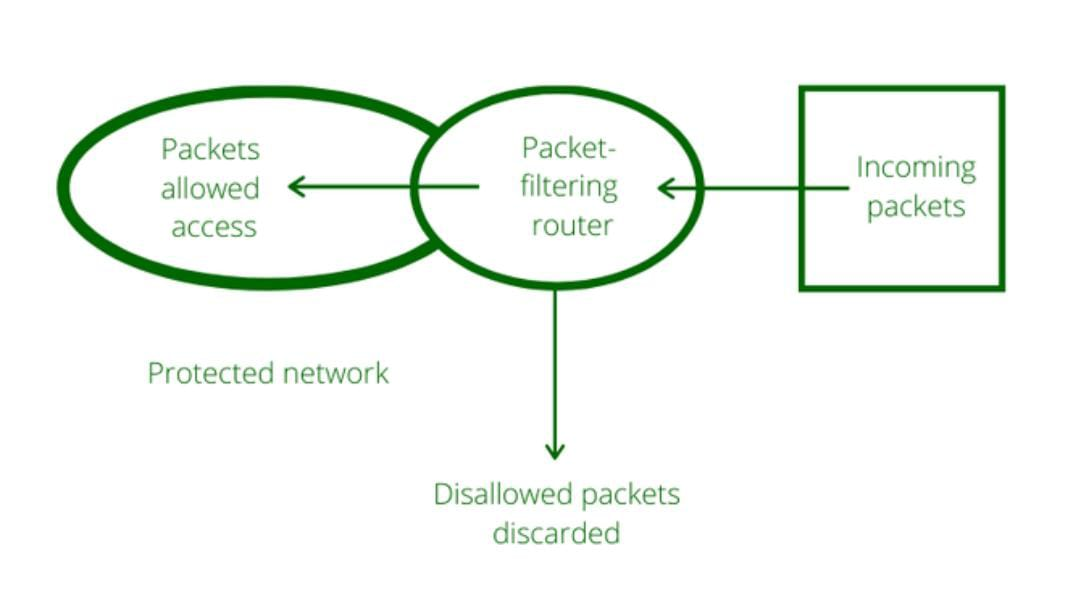 Packets
allowed
access
Packet-
filtering
router
Incoming
packets
Protected network
Disallowed packets
discarded